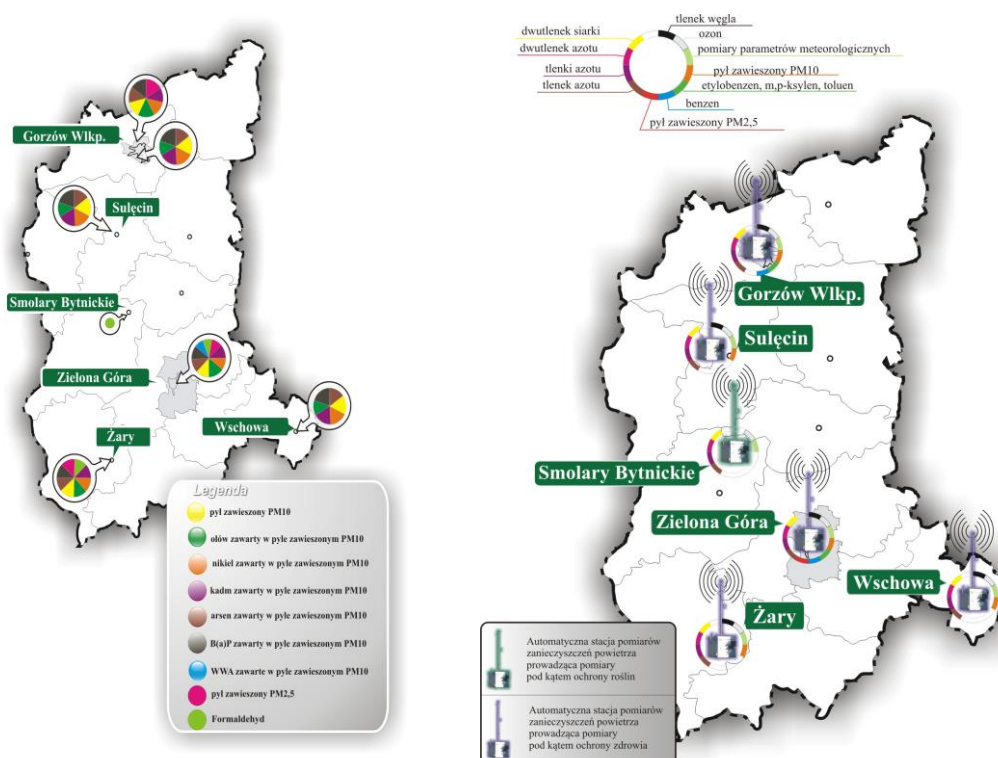 Gorzów Wlkp.
Sulęcin
Smolary Bytnickie
Zielona Góra
Wschowa
Żary
Legenda
pył zawieszony PM10
ołów zawarty w pyle zawieszonym PM10
nikiel zawarty w pyle zawieszonym PM10
kadm zawarty w pyle zawieszonym PM10
arsen zawarty w pyle zawieszonym PM10
B(a)P zawarty w pyle zawieszonym PM10
WWA zawarte w pyle zawieszonym PM10
pył zawieszony PM2,5
Formaldehyd
tlenek węgla
dwutlenek siarki
ozon
dwutlenek azotu
pomiary parametrów meteorologicznych
tlenki azotu
pył zawieszony PM10
tlenek azotu
etylobenzen, m,p-ksylen, toluen
benzen
pył zawieszony PM2,5
Gorzów Wlkp.
Sulęcin
Smolary Bytnickie
Zielona Góra
Wschowa
Żary
Automatyczna stacja pomiarów
zanieczyszczeń powietrza
prowadząca pomiary
pod kątem ochrony roślin
Automatyczna stacja pomiarów
zanieczyszczeń powietrza
prowadząca pomiary
pod kątem ochrony zdrowia